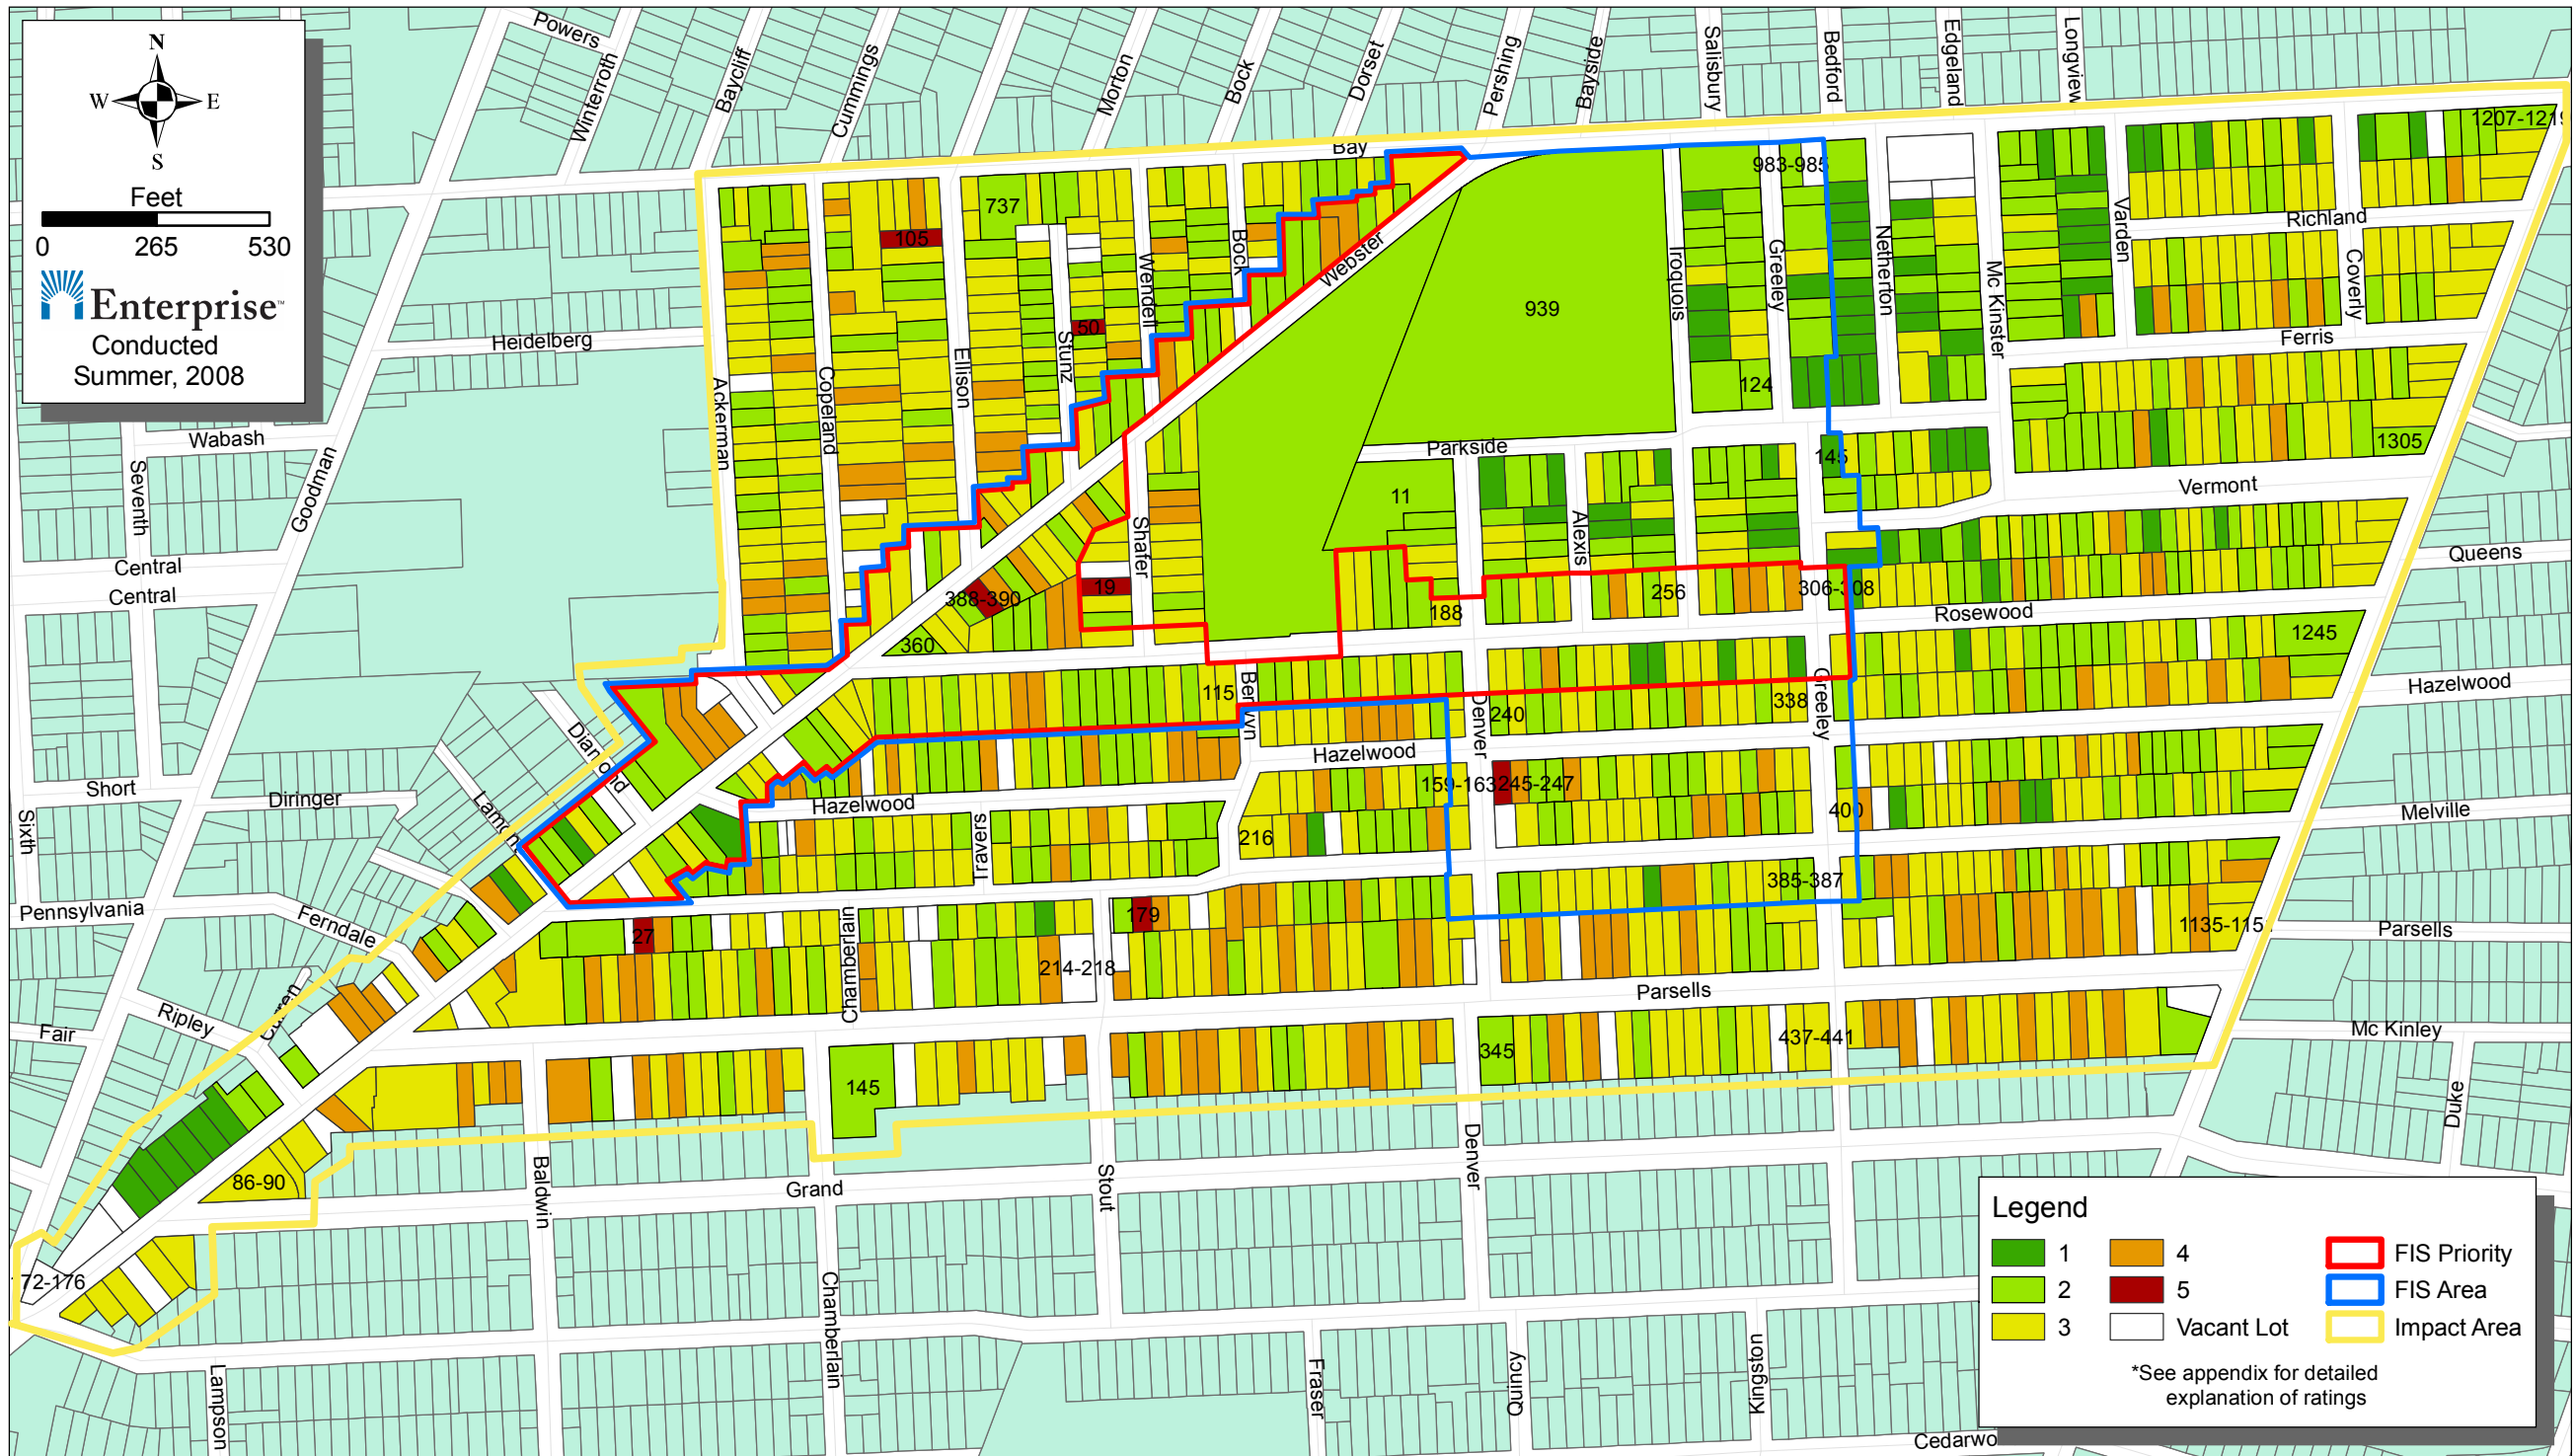 N
W E
S
Feet
0 265 530
Enterprise™
Conducted
Summer, 2008
Powers
Winterroth
Baycliff
Cummings
Morton
Bock
Dorset
Pershing
Bayside
Salisbury
Bedford
Edgeland
Longview
Bay
983-985
1207-1219
737
105
Richland
Varden
Bock
Wendell
Webster
Iroquois
Greeley
Netherton
Mc Kinster
Coverly
939
50
Heidelberg
Stunz
Ellison
Copeland
Ackerman
Ferris
124
Wabash
Seventh
Goodman
Parkside
145
1305
Vermont
11
Alexis
Shafer
Central
Central
Queens
19
388-390
188
256
306-308
Rosewood
360
1245
115
Berwyn
Denver
240
338
Greeley
Hazelwood
Diamond
Hazelwood
Short
Diringer
Lamont
Hazelwood
159-163
245-247
400
Melville
Sixth
Travers
216
385-387
Pennsylvania
Ferndale
27
179
Chamberlain
1135-115
Parsells
214-218
Parsells
Curren
Ripley
Fair
145
345
437-441
Mc Kinley
Duke
86-90
Baldwin
Grand
Stout
Denver
72-176
Chamberlain
Lampson
Fraser
Quincy
Kingston
Cedarwo
Legend
1 4 FIS Priority
2 5 FIS Area
3 Vacant Lot Impact Area
*See appendix for detailed
explanation of ratings